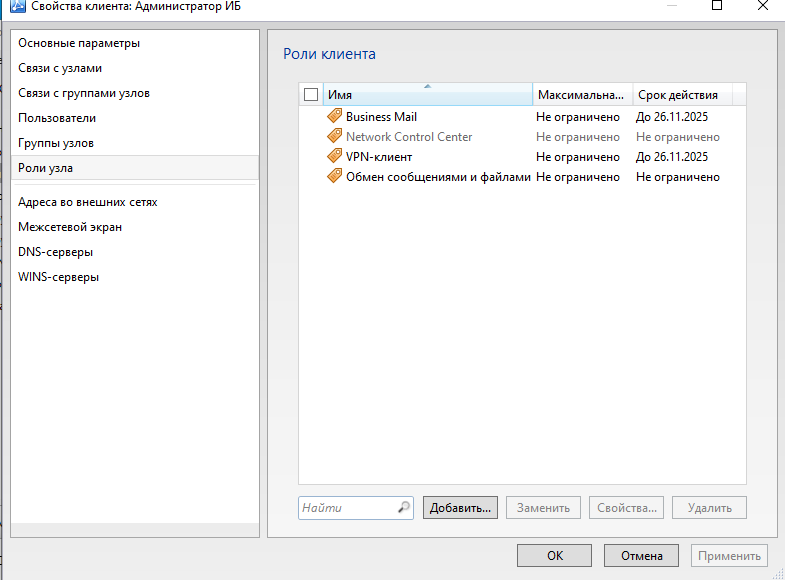 Свойства клиента: Администратор ИБ
Основные параметры
Связи с узлами
Связи с группами узлов
Пользователи
Группы узлов
Роли узла
Адреса во внешних сетях
Межсетевой экран
DNS-серверы
WINS-серверы
Роли клиента
Имя Максимальна... Срок действия
Business Mail Не ограничено До 26.11.2025
Network Control Center Не ограничено Не ограничено
VPN-клиент Не ограничено До 26.11.2025
Обмен сообщениями и файлами Не ограничено Не ограничено
Найти Добавить... Заменить Свойства... Удалить
ОК Отмена Применить